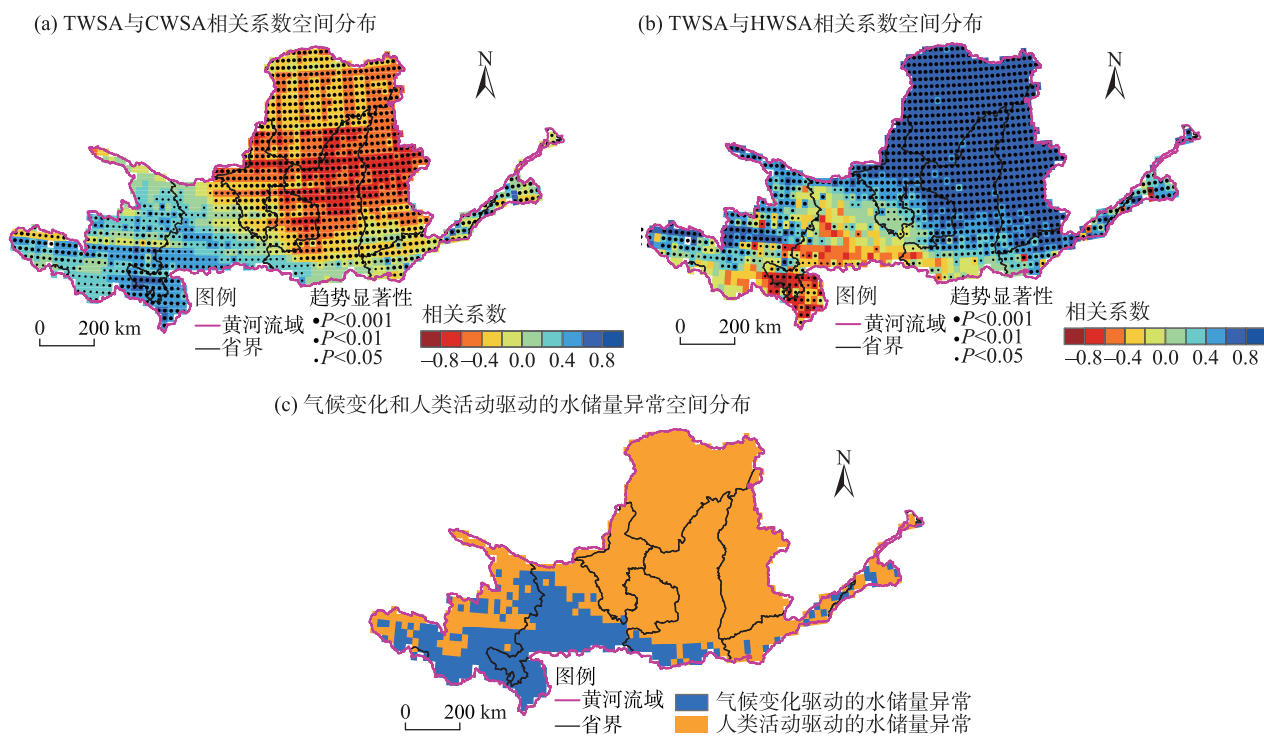 (a) TWSA与CWSA相关系数空间分布
N
图例
黄河流域
省界
0 200 km
趋势显著性
P<0.001
P<0.01
P<0.05
相关系数
–0.8 –0.4 0.0 0.4 0.8
(b) TWSA与HWSA相关系数空间分布
N
图例
黄河流域
省界
0 200 km
趋势显著性
P<0.001
P<0.01
P<0.05
相关系数
–0.8 –0.4 0.0 0.4 0.8
(c) 气候变化和人类活动驱动的水储量异常空间分布
N
图例
黄河流域
省界
0 200 km
气候变化驱动的水储量异常
人类活动驱动的水储量异常